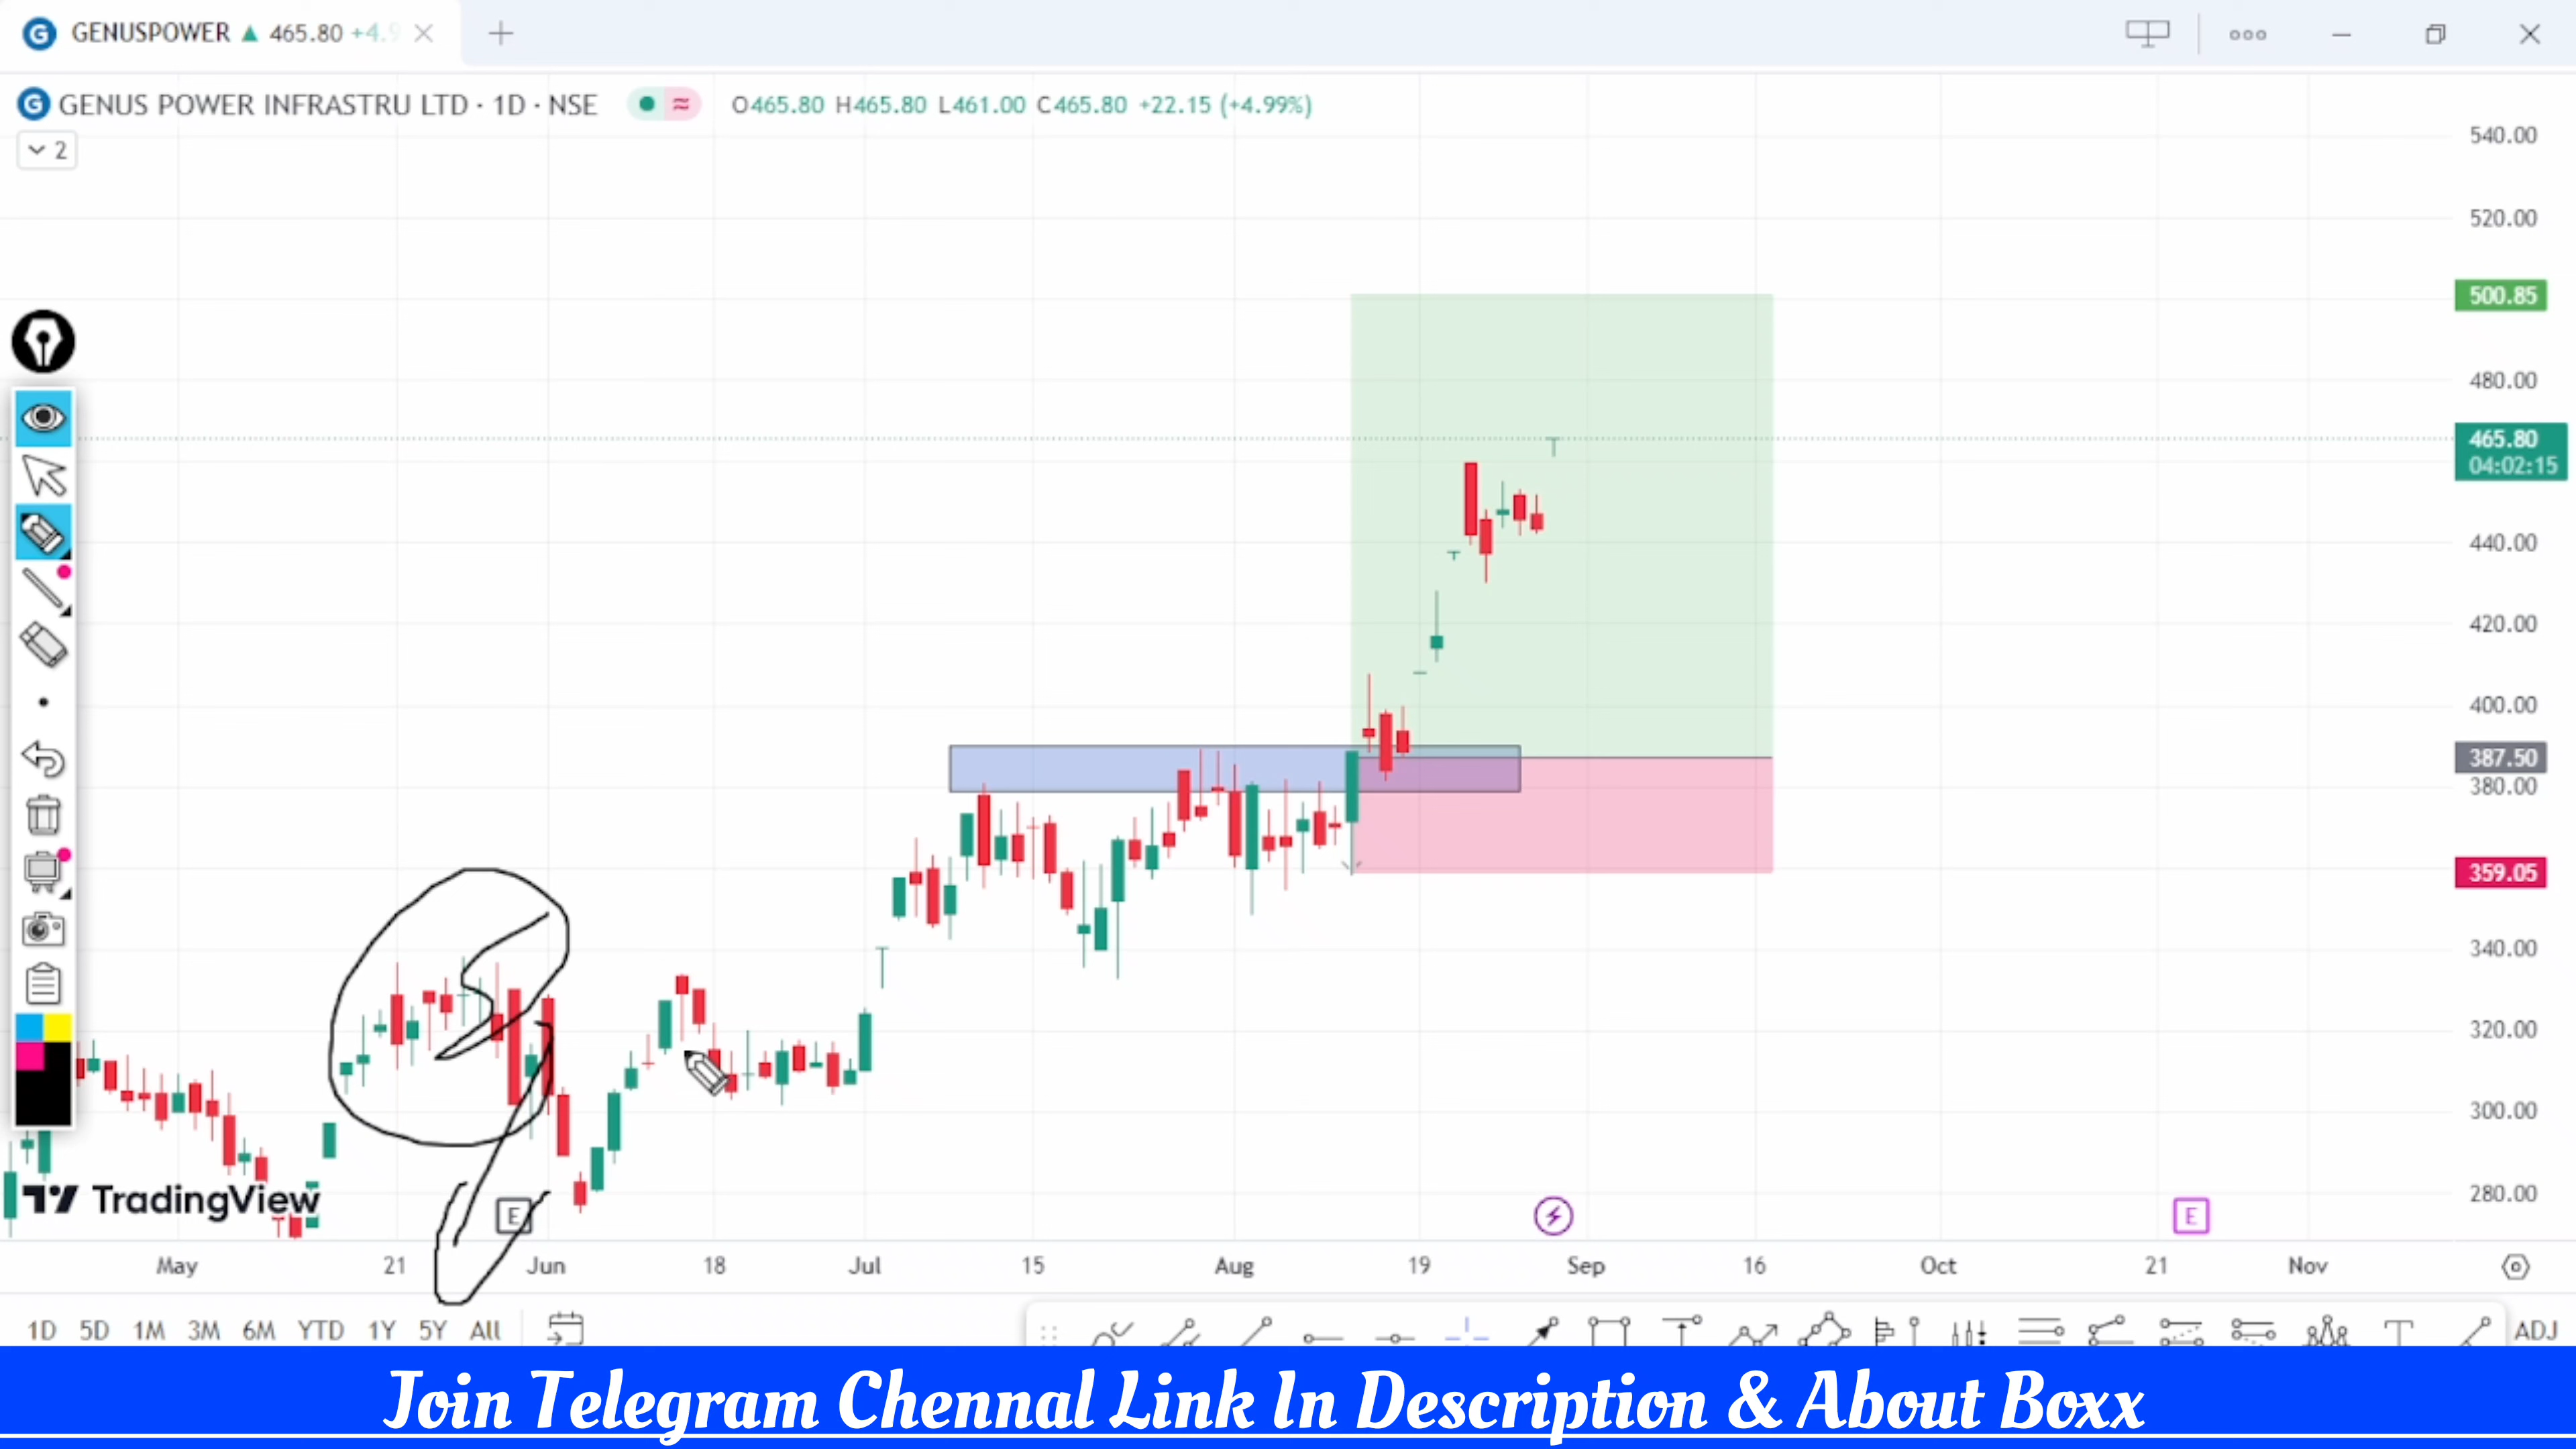 GENUSPOWER ▲ 465.80 +4.9
GENUS POWER INFRASTRU LTD · 1D · NSE O465.80 H465.80 L461.00 C465.80 +22.15 (+4.99%)
2
540.00
520.00
500.85
480.00
465.80
04:02:15
440.00
420.00
400.00
387.50
380.00
359.05
340.00
320.00
300.00
280.00
TradingView
E
E
May 21 Jun 18 Jul 15 Aug 19 Sep 16 Oct 21 Nov
1D 5D 1M 3M 6M YTD 1Y 5Y All ADJ
Join Telegram Chennal Link In Description & About Boxx